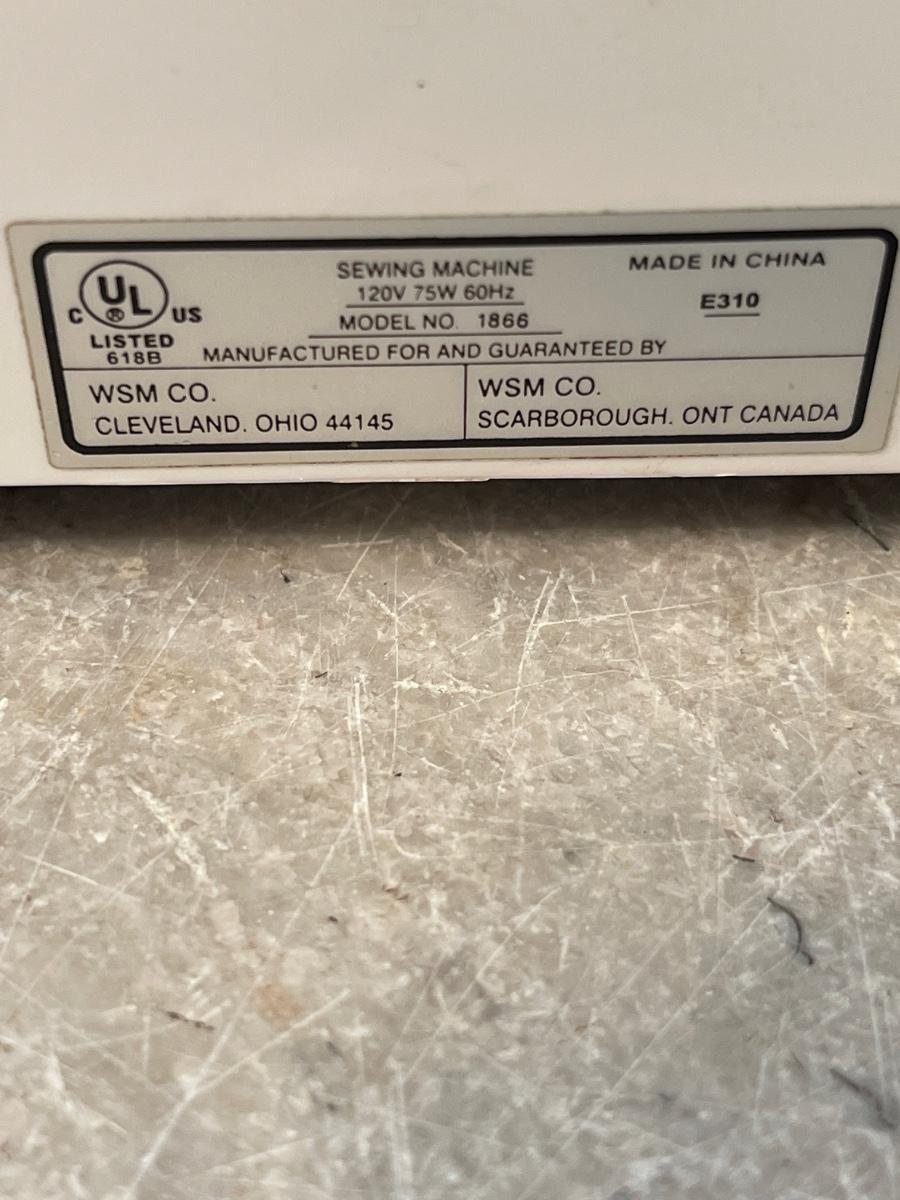 C UL ® US
LISTED
618B
SEWING MACHINE
120V 75W 60Hz
MODEL NO. 1866
MADE IN CHINA
E310
MANUFACTURED FOR AND GUARANTEED BY
WSM CO.
CLEVELAND. OHIO 44145
WSM CO.
SCARBOROUGH. ONT CANADA